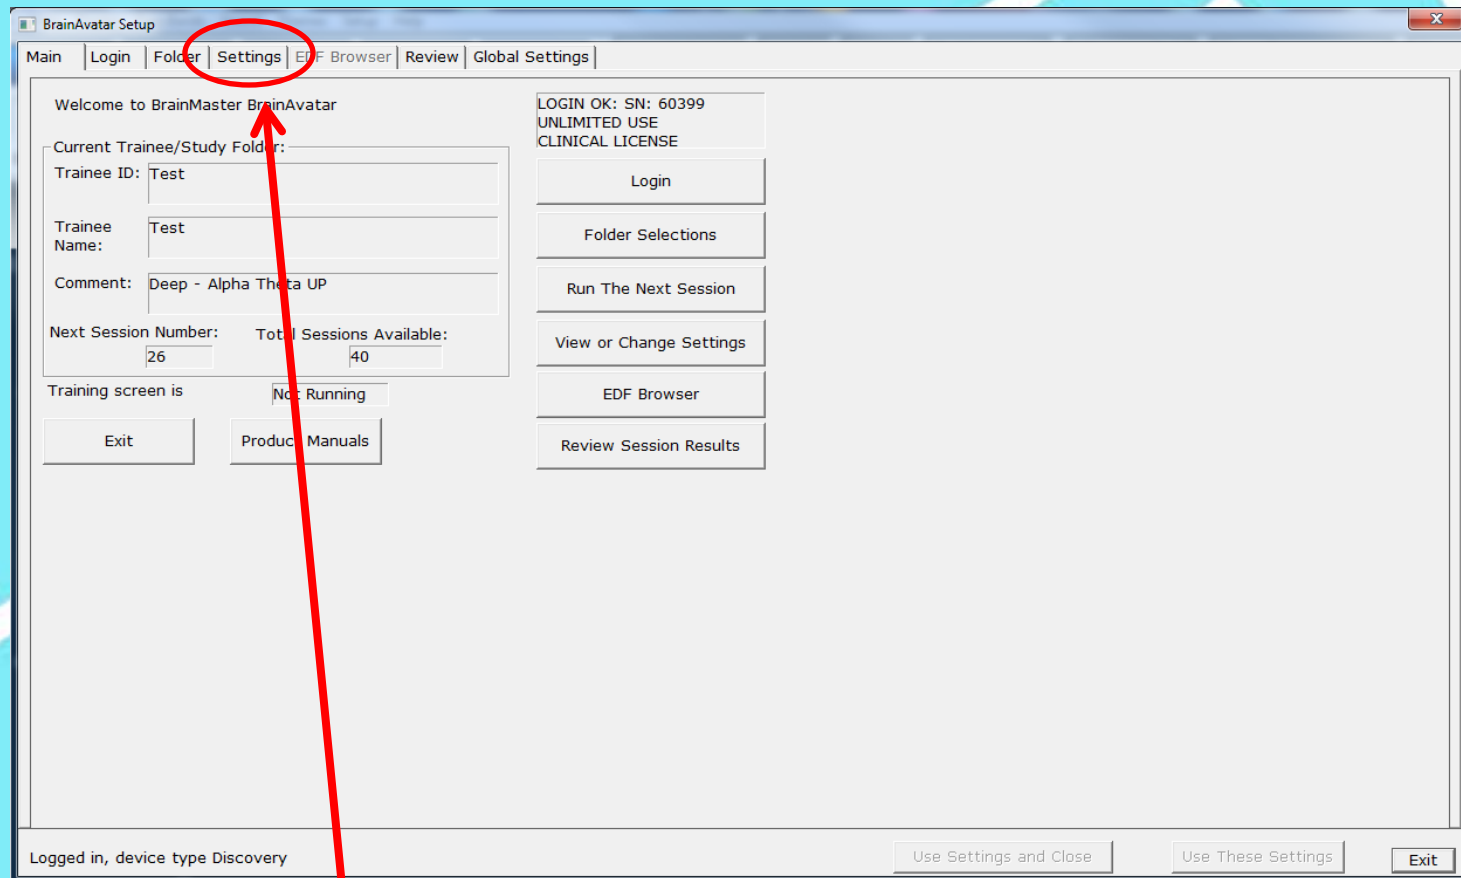 BrainAvatar Setup
Main Login Folder Settings EDF Browser Review Global Settings
Welcome to BrainMaster BrainAvatar
Current Trainee/Study Folder:
Trainee ID: Test
Trainee Name: Test
Comment: Deep - Alpha Theta UP
Next Session Number: Total Sessions Available:
26 40
Training screen is Not Running
Exit Product Manuals
LOGIN OK: SN: 60399
UNLIMITED USE
CLINICAL LICENSE
Login
Folder Selections
Run The Next Session
View or Change Settings
EDF Browser
Review Session Results
Logged in, device type Discovery
Use Settings and Close Use These Settings Exit